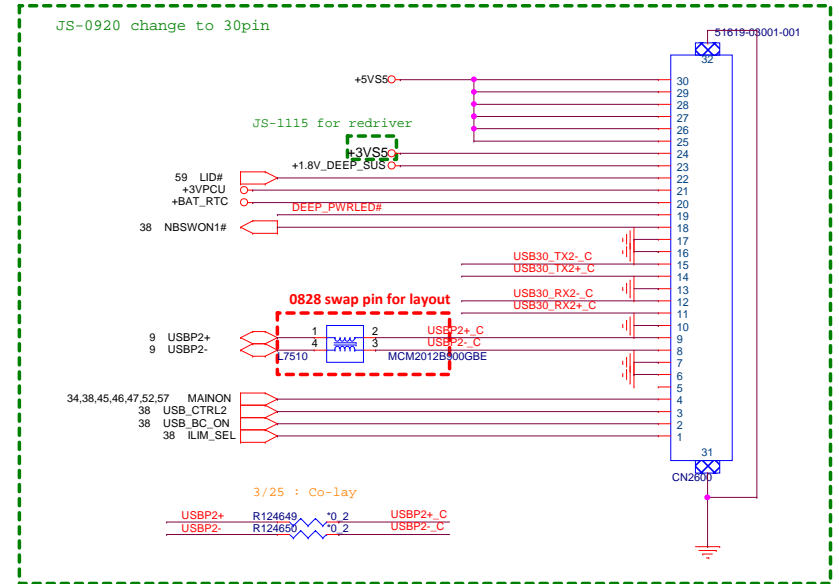 JS-0920 change to 30pin
51619-03001-001
32
+5VS5
30
29
28
27
26
25
JS-1115 for redriver
+3VS5
24
+1.8V_DEEP_SUS
23
59 LID#
22
+3VPCU
21
+BAT_RTC
20
DEEP_PWRLED#
19
38 NBSWON1#
18
17
16
USB30_TX2-_C
15
USB30_TX2+_C
14
13
USB30_RX2-_C
12
USB30_RX2+_C
11
0828 swap pin for layout
10
9 USBP2+
1 2
USBP2+_C
9
9 USBP2-
4 3
USBP2-_C
8
L7510
MCM2012B900GBE
7
6
5
34,38,45,46,47,52,57 MAINON
4
38 USB_CTRL2
3
38 USB_BC_ON
2
38 ILIM_SEL
1
31
CN2600
3/25 : Co-lay
USBP2+ R124649 *0_2 USBP2+_C
USBP2- R124650 *0_2 USBP2-_C